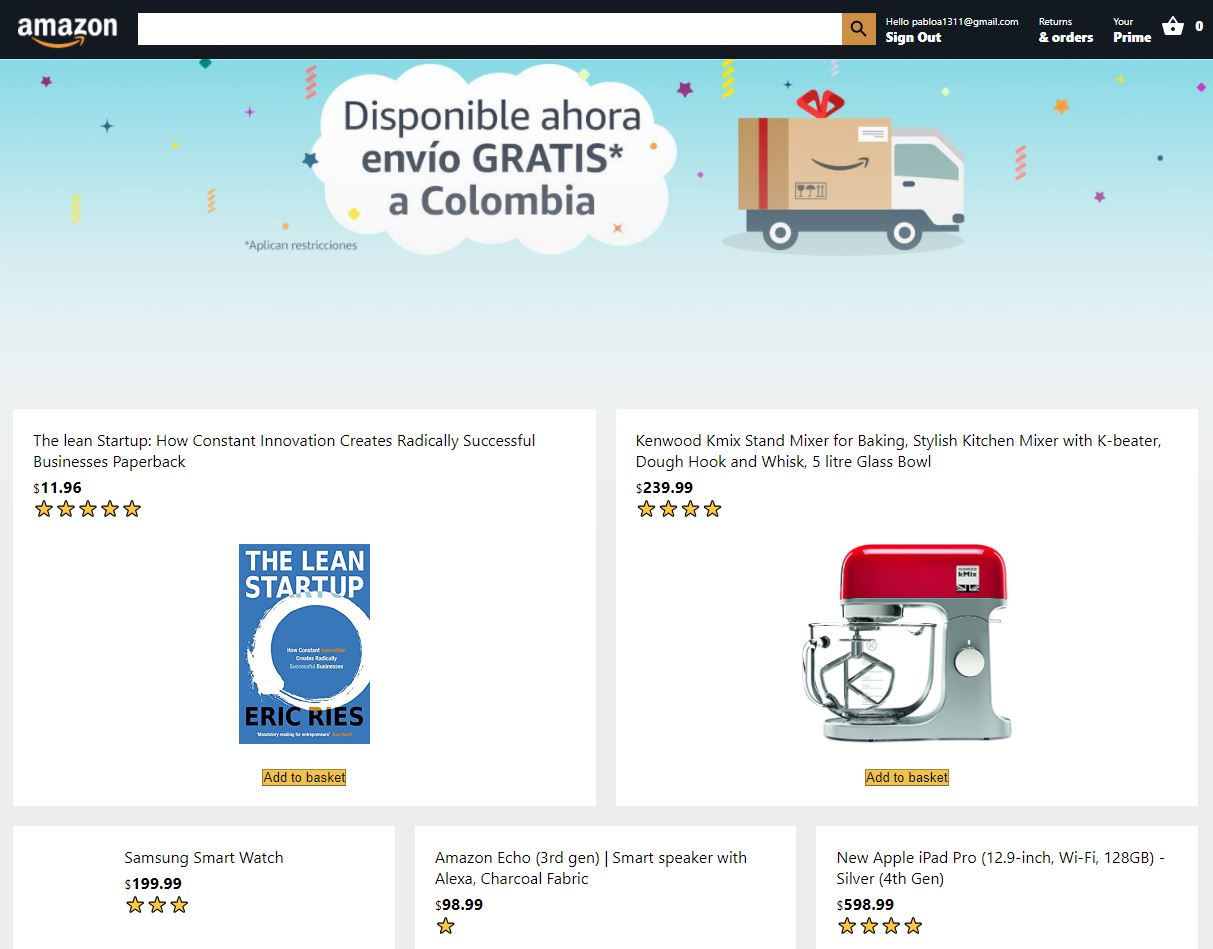 amazon
Hello pabloa1311@gmail.com
Sign Out
Returns
& orders
Your
Prime
0
Disponible ahora
envío GRATIS*
a Colombia
*Aplican restricciones
The lean Startup: How Constant Innovation Creates Radically Successful
Businesses Paperback
$11.96
THE LEAN
STARTUP
How Constant Innovation
Creates Radically
Successful Businesses
ERIC RIES
'Mandatory reading for entrepreneurs'
Add to basket
Kenwood Kmix Stand Mixer for Baking, Stylish Kitchen Mixer with K-beater,
Dough Hook and Whisk, 5 litre Glass Bowl
$239.99
KENWOOD
kMix
Add to basket
Samsung Smart Watch
$199.99
Amazon Echo (3rd gen) | Smart speaker with
Alexa, Charcoal Fabric
$98.99
New Apple iPad Pro (12.9-inch, Wi-Fi, 128GB) -
Silver (4th Gen)
$598.99